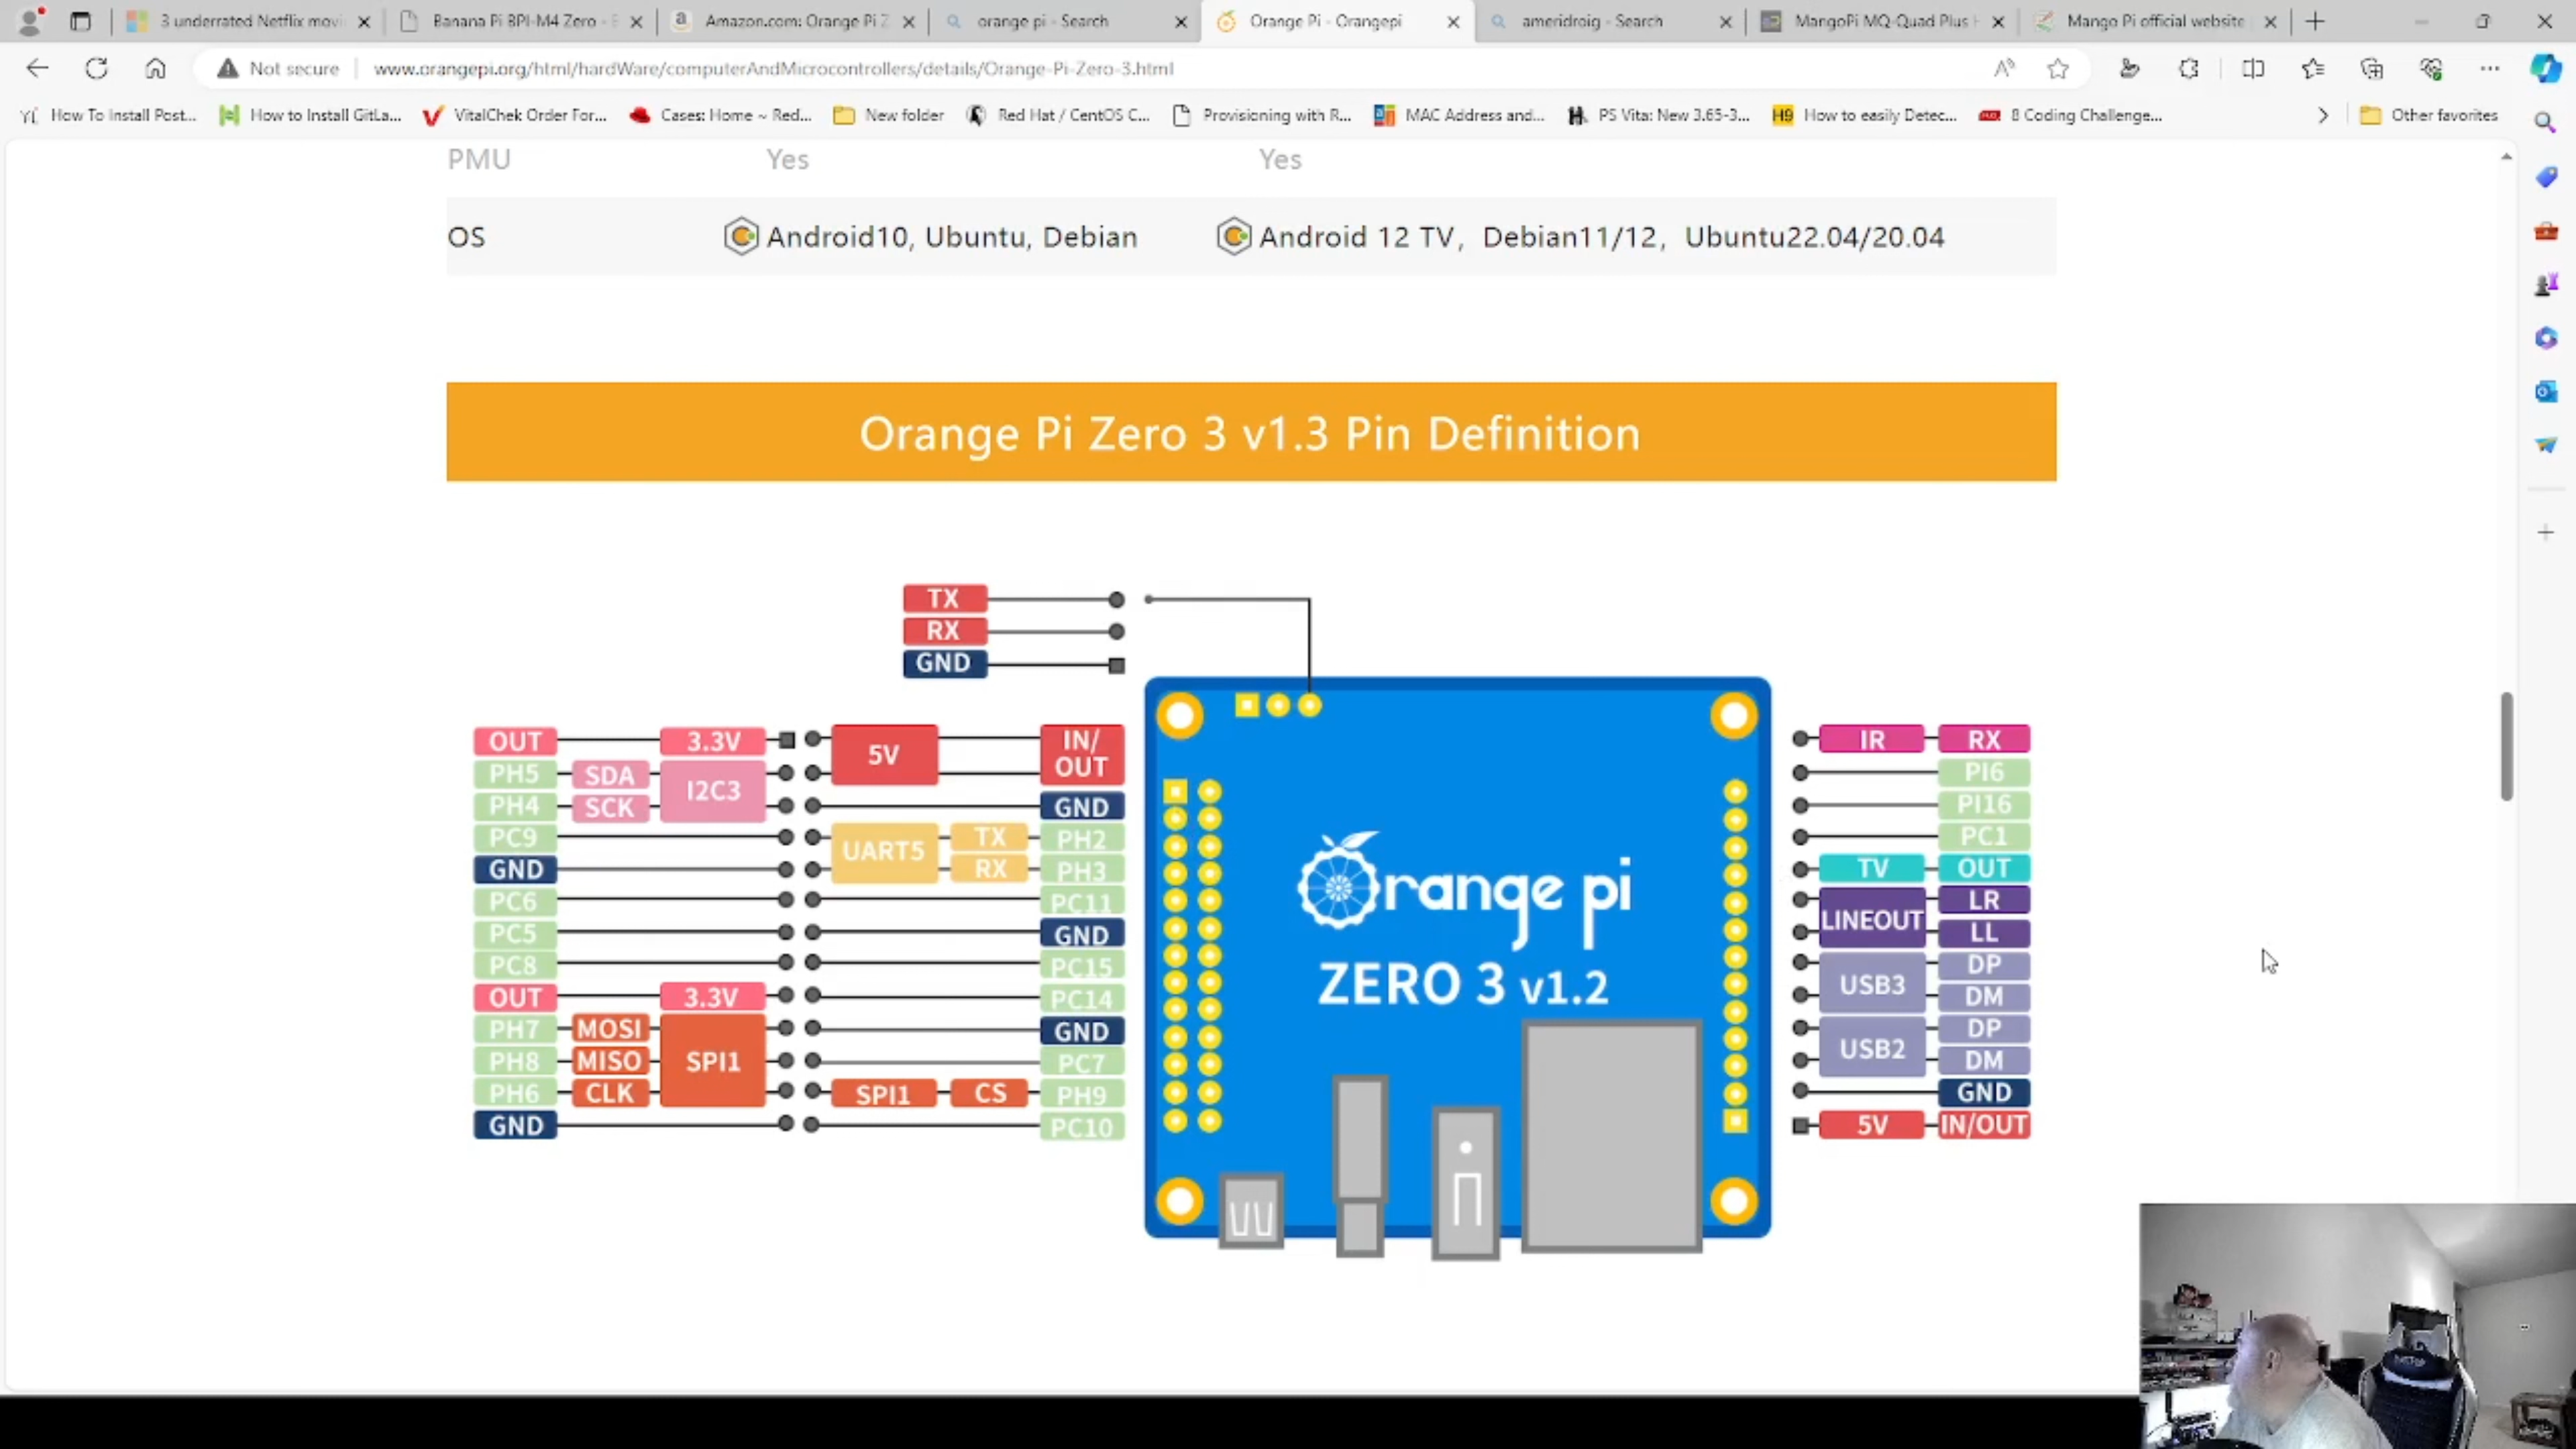 3 underrated Netflix movi
Banana Pi BPI-M4 Zero -
Amazon.com: Orange Pi Z
orange pi - Search
Orange Pi - Orangepi
ameridroig - Search
MangoPi MQ-Quad Plus
Mango Pi official website
Not secure
www.orangepi.org/html/hardWare/computerAndMicrocontrollers/details/Orange-Pi-Zero-3.html
How To Install Post...
How to Install GitLa...
VitalChek Order For...
Cases: Home ~ Red...
New folder
Red Hat / CentOS C...
Provisioning with R...
MAC Address and...
PS Vita: New 3.65-3...
H9
How to easily Detec...
8 Coding Challenge...
Other favorites
PMU Yes Yes
OS Android10, Ubuntu, Debian Android 12 TV, Debian11/12, Ubuntu22.04/20.04
Orange Pi Zero 3 v1.3 Pin Definition
TX
RX
GND
OUT 3.3V 5V IN/OUT
PH5 SDA I2C3
PH4 SCK GND
PC9 UART5 TX PH2
GND RX PH3
PC6 PC11
PC5 GND
PC8 PC15
OUT 3.3V PC14
PH7 MOSI SPI1 GND
PH8 MISO PC7
PH6 CLK SPI1 CS PH9
GND PC10
Orange pi
ZERO 3 v1.2
IR RX
PI6
PI16
PC1
TV OUT
LINEOUT LR
LL
USB3 DP
DM
USB2 DP
DM
GND
5V IN/OUT